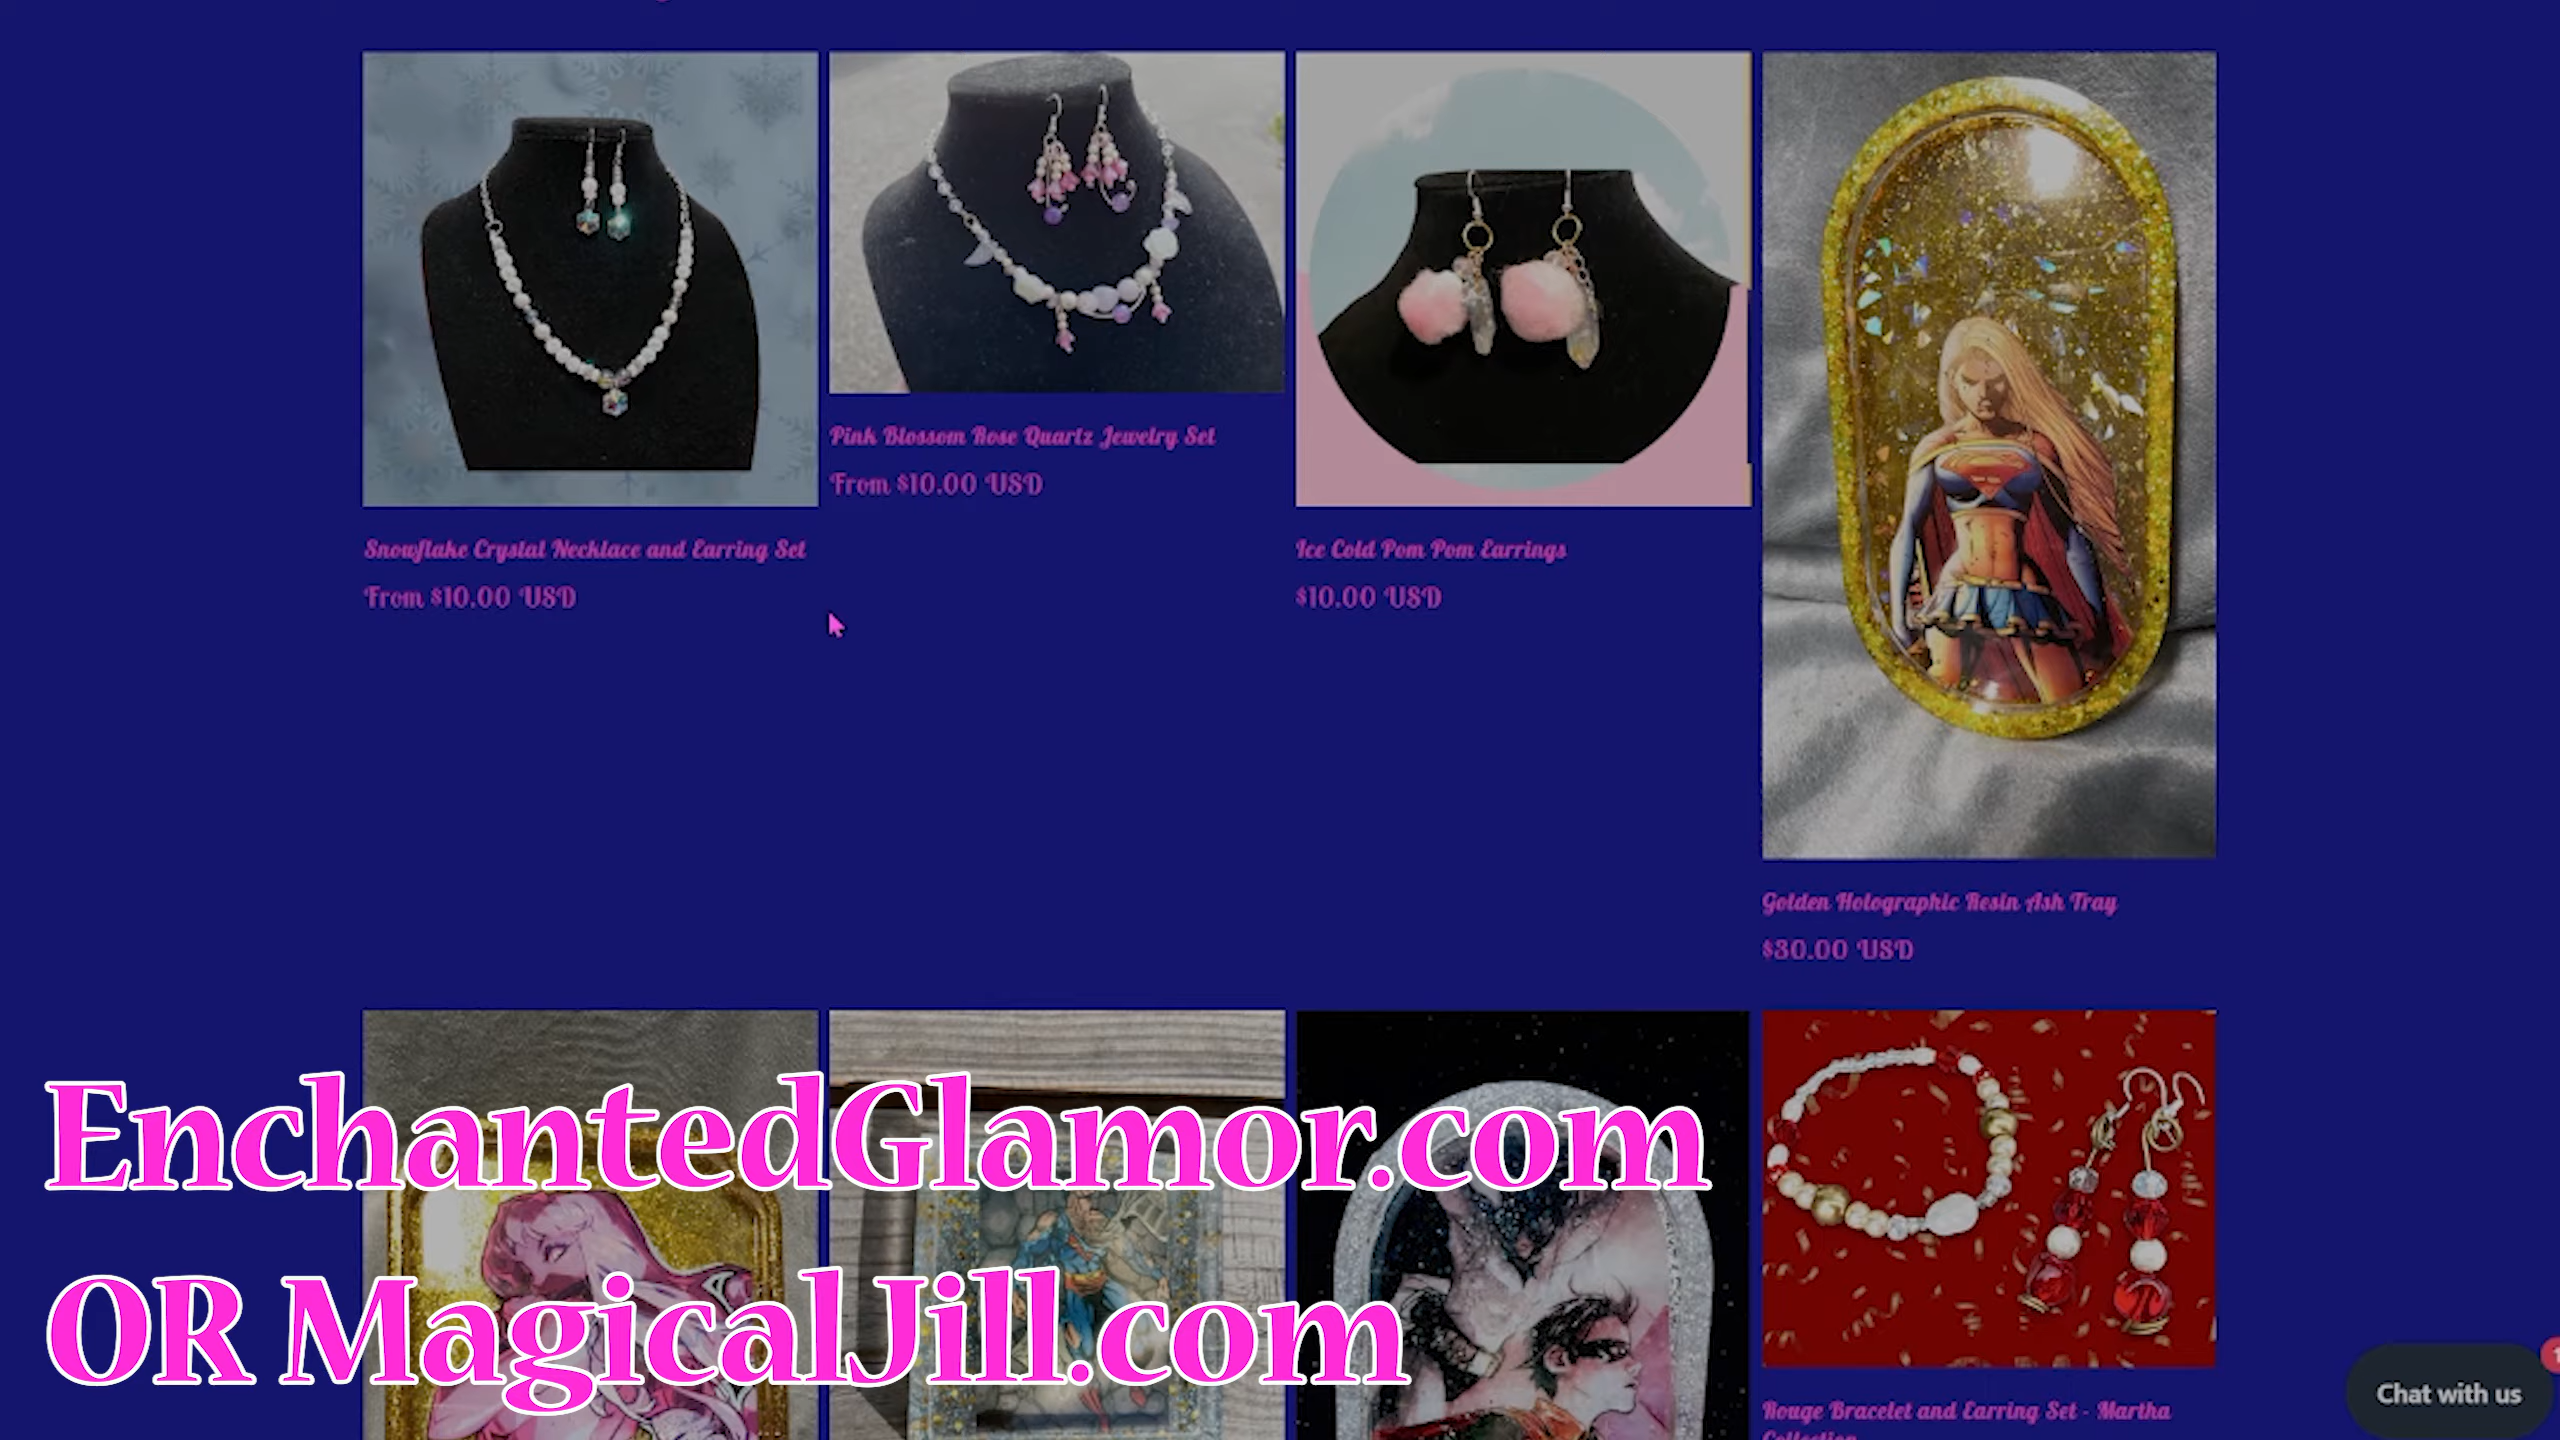 Pink Blossom Rose Quartz Jewelry Set
From $10.00 USD
Snowflake Crystal Necklace and Earring Set
From $10.00 USD
Ice Cold Pom Pom Earrings
$10.00 USD
Golden Holographic Resin Ash Tray
$30.00 USD
EnchantedGlamor.com
OR MagicalJill.com
Rouge Bracelet and Earring Set - Martha
Collection
Chat with us